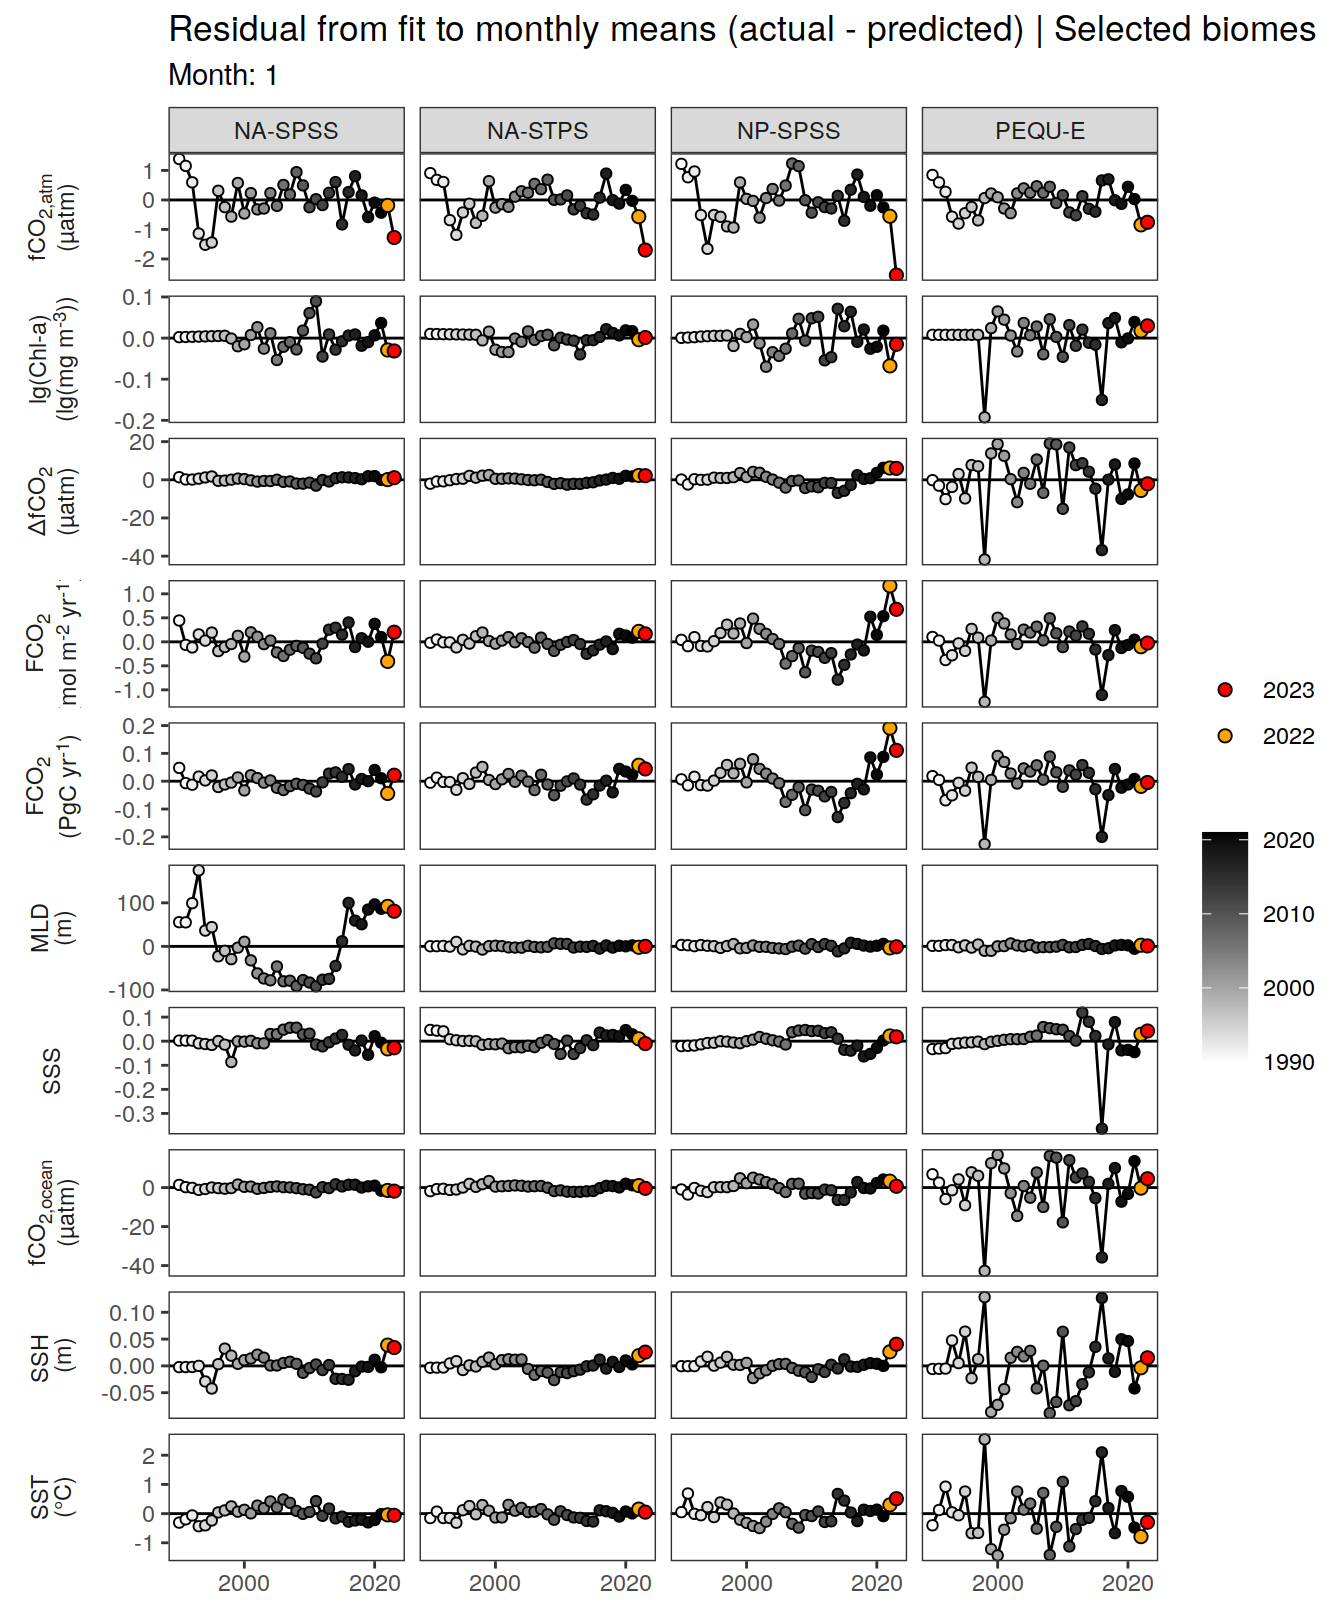 Residual from fit to monthly means (actual - predicted) | Selected biomes
Month: 1
NA-SPSS NA-STPS NP-SPSS PEQU-E
fCO2,atm
(µatm)
1
0
-1
-2
lg(Chl-a)
(lg(mg m-3))
0.1
0.0
-0.1
-0.2
ΔfCO2
(µatm)
20
0
-20
-40
FCO2
mol m-2 yr-1
1.0
0.5
0.0
-0.5
-1.0
FCO2
(PgC yr-1)
0.2
0.1
0.0
-0.1
-0.2
MLD
(m)
100
0
-100
SSS
0.1
0.0
-0.1
-0.2
-0.3
fCO2,ocean
(µatm)
0
-20
-40
SSH
(m)
0.10
0.05
0.00
-0.05
SST
(°C)
2
1
0
-1
2000 2020 2000 2020 2000 2020 2000 2020
2023
2022
2020
2010
2000
1990